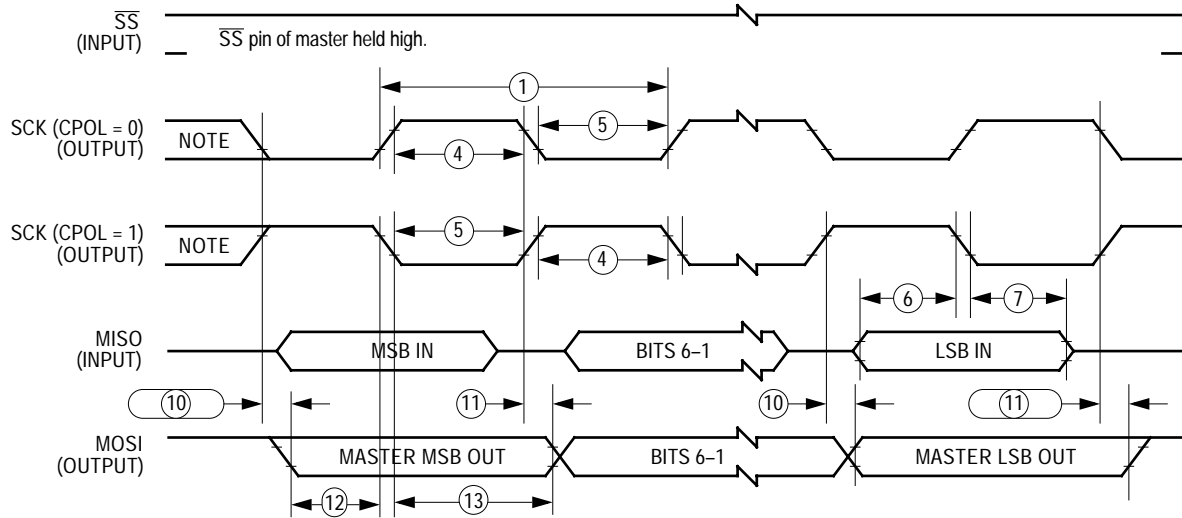 SS
(INPUT)
SS pin of master held high.
1
SCK (CPOL = 0)
(OUTPUT)
NOTE
5
4
SCK (CPOL = 1)
(OUTPUT)
NOTE
5
4
6
7
MISO
(INPUT)
MSB IN
BITS 6–1
LSB IN
10
11
10
11
MOSI
(OUTPUT)
MASTER MSB OUT
BITS 6–1
MASTER LSB OUT
12
13